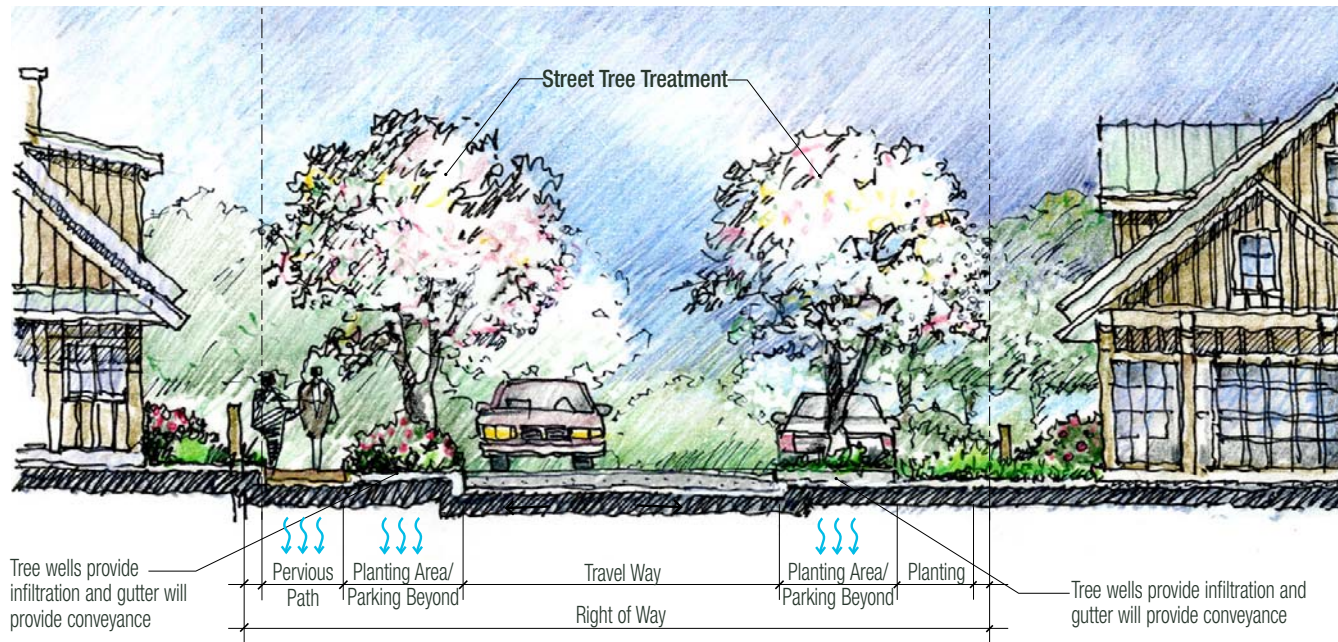 Street Tree Treatment
Tree wells provide
infiltration and gutter will
provide conveyance
Pervious
Path
Planting Area/
Parking Beyond
Travel Way
Planting Area/
Parking Beyond
Planting
Right of Way
Tree wells provide infiltration and
gutter will provide conveyance